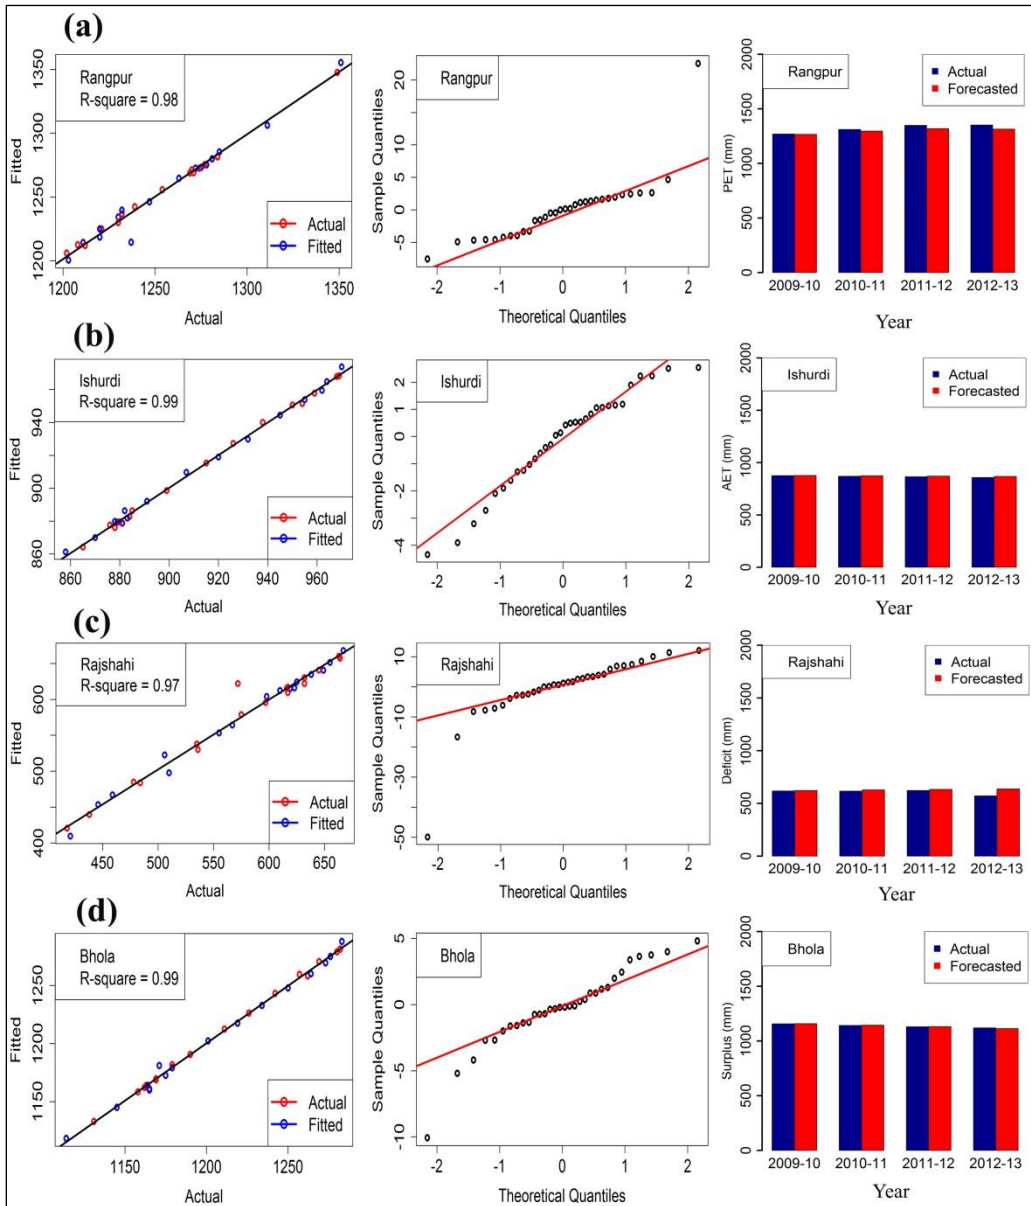 (a)
Rangpur
R-square = 0.98
Fitted
1200 1250 1300 1350
Actual
Fitted
1200 1250 1300 1350
Actual
Rangpur
Sample Quantiles
-5 0 5 10 20
-2 -1 0 1 2
Theoretical Quantiles
Rangpur
Actual
Forecasted
PET (mm)
0 500 1000 1500 2000
2009-10 2010-11 2011-12 2012-13
Year
(b)
Ishurdi
R-square = 0.99
Fitted
860 900 940
Actual
Fitted
860 880 900 920 940 960
Actual
Ishurdi
Sample Quantiles
-4 -2 0 2
-2 -1 0 1 2
Theoretical Quantiles
Ishurdi
Actual
Forecasted
AET (mm)
0 500 1000 1500 2000
2009-10 2010-11 2011-12 2012-13
Year
(c)
Rajshahi
R-square = 0.97
Fitted
400 500 600
Actual
Fitted
450 500 550 600 650
Actual
Rajshahi
Sample Quantiles
-50 -30 -10 10
-2 -1 0 1 2
Theoretical Quantiles
Rajshahi
Actual
Forecasted
Deficit (mm)
0 500 1000 1500 2000
2009-10 2010-11 2011-12 2012-13
Year
(d)
Bhola
R-square = 0.99
Fitted
1150 1200 1250
Actual
Fitted
1150 1200 1250
Actual
Bhola
Sample Quantiles
-10 -5 0 5
-2 -1 0 1 2
Theoretical Quantiles
Bhola
Actual
Forecasted
Surplus (mm)
0 500 1000 1500 2000
2009-10 2010-11 2011-12 2012-13
Year